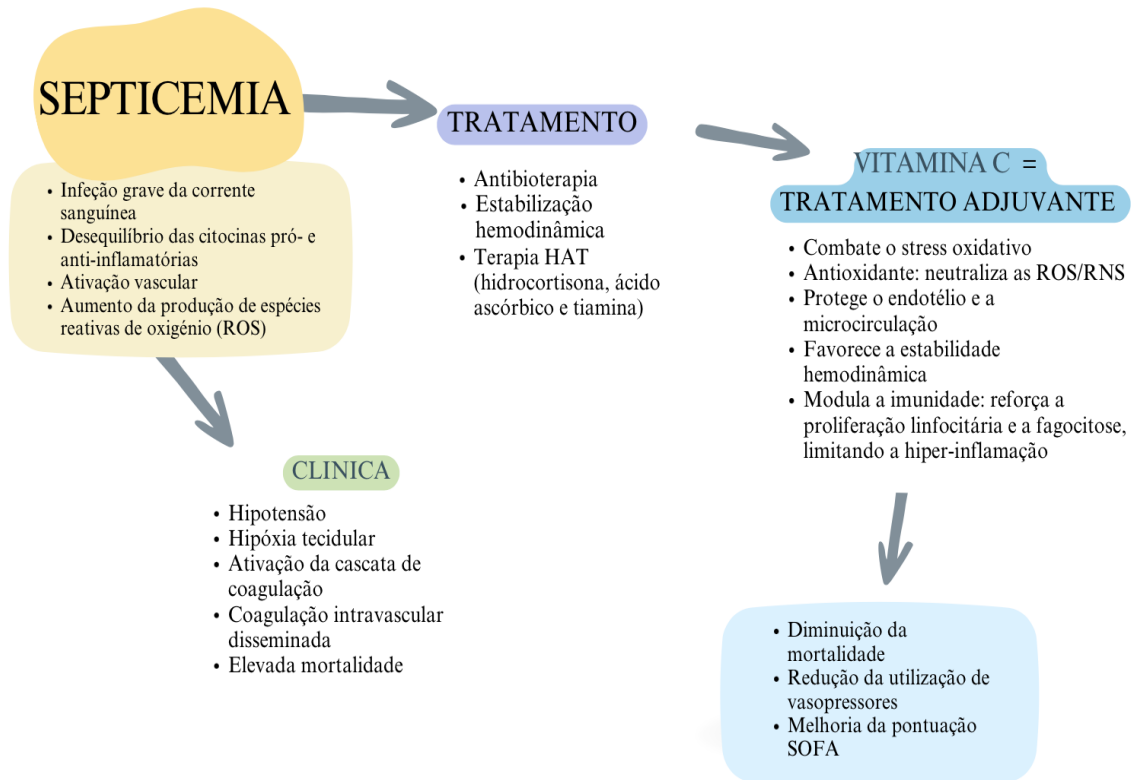 SEPTICEMIA
• Infeção grave da corrente
sanguínea
• Desequilíbrio das citocinas pró- e
anti-inflamatórias
• Ativação vascular
• Aumento da produção de espécies
reativas de oxigénio (ROS)
TRATAMENTO
• Antibioterapia
• Estabilização
hemodinâmica
• Terapia HAT
(hidrocortisona, ácido
ascórbico e tiamina)
VITAMINA C =
TRATAMENTO ADJUVANTE
• Combate o stress oxidativo
• Antioxidante: neutraliza as ROS/RNS
• Protege o endotélio e a
microcirculação
• Favorece a estabilidade
hemodinâmica
• Modula a imunidade: reforça a
proliferação linfocitária e a fagocitose,
limitando a hiper-inflamação
CLINICA
• Hipotensão
• Hipóxia tecidular
• Ativação da cascata de
coagulação
• Coagulação intravascular
disseminada
• Elevada mortalidade
• Diminuição da
mortalidade
• Redução da utilização de
vasopressores
• Melhoria da pontuação
SOFA